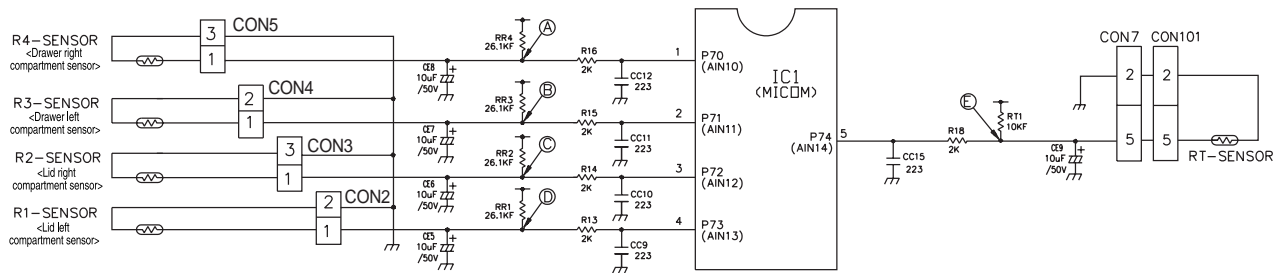 R4-SENSOR
<Drawer right
compartment sensor>
3
1
CON5
CE8
10uF
/50V
RR4
26.1KF
A
R16
2K
CC12
223
1
P70
(AIN10)
R3-SENSOR
<Drawer left
compartment sensor>
2
1
CON4
CE7
10uF
/50V
RR3
26.1KF
B
R15
2K
CC11
223
2
P71
(AIN11)
R2-SENSOR
<Lid right
compartment sensor>
3
1
CON3
CE6
10uF
/50V
RR2
26.1KF
C
R14
2K
CC10
223
3
P72
(AIN12)
R1-SENSOR
<Lid left
compartment sensor>
2
1
CON2
CE5
10uF
/50V
RR1
26.1KF
D
R13
2K
CC9
223
4
P73
(AIN13)
IC1
(MICOM)
P74
(AIN14)
5
CC15
223
R18
2K
E
RT1
10KF
CE9
10uF
/50V
CON7
2
5
CON101
2
5
RT-SENSOR